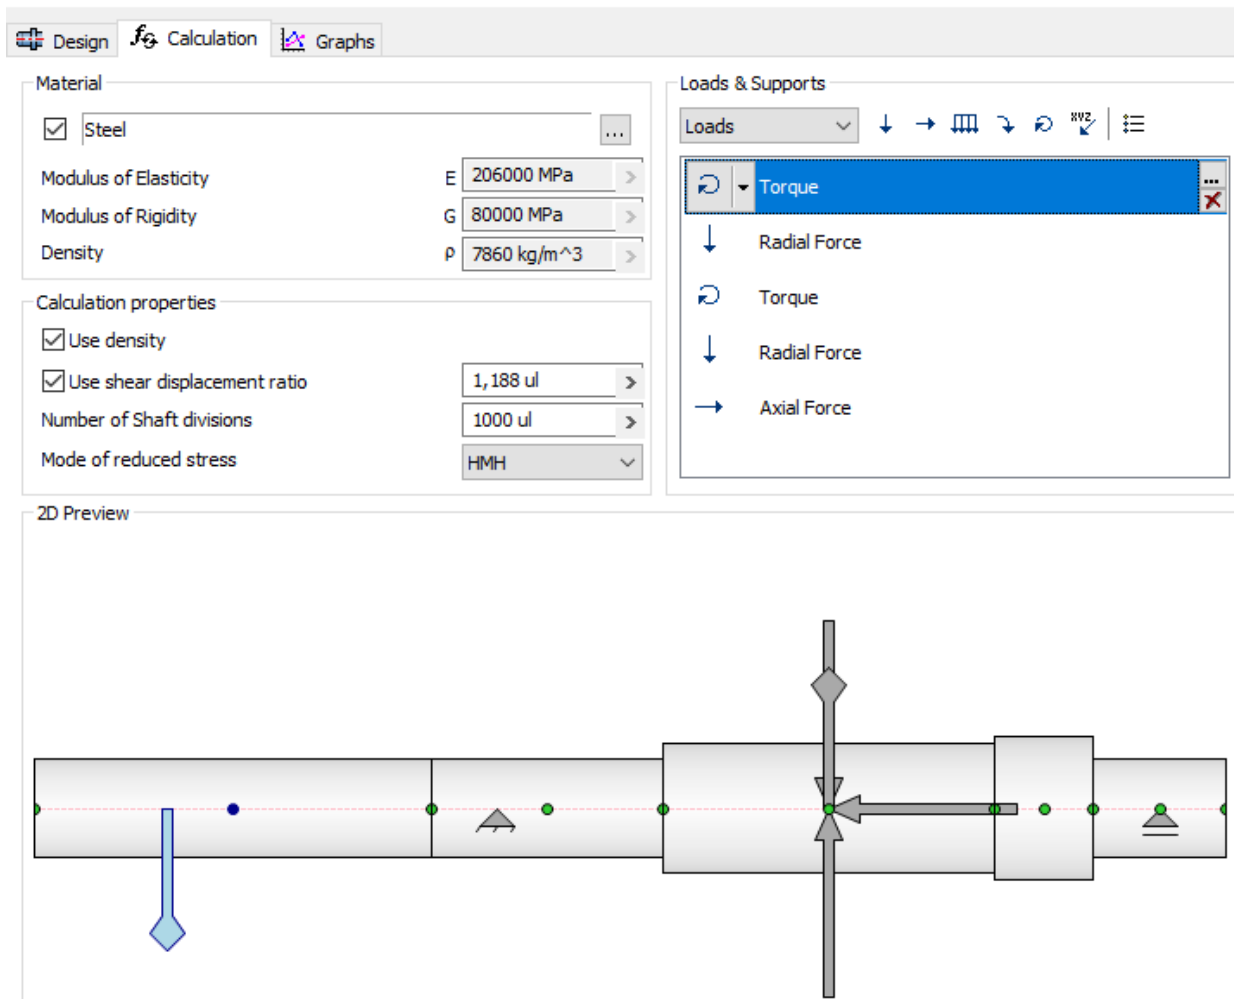 Design Calculation Graphs
Material
Steel ...
Modulus of Elasticity E 206000 MPa >
Modulus of Rigidity G 80000 MPa >
Density ρ 7860 kg/m^3 >
Calculation properties
Use density
Use shear displacement ratio 1,188 ul >
Number of Shaft divisions 1000 ul >
Mode of reduced stress HMH
Loads & Supports
Loads XYZ
Torque ...
Radial Force
Torque
Radial Force
Axial Force
2D Preview